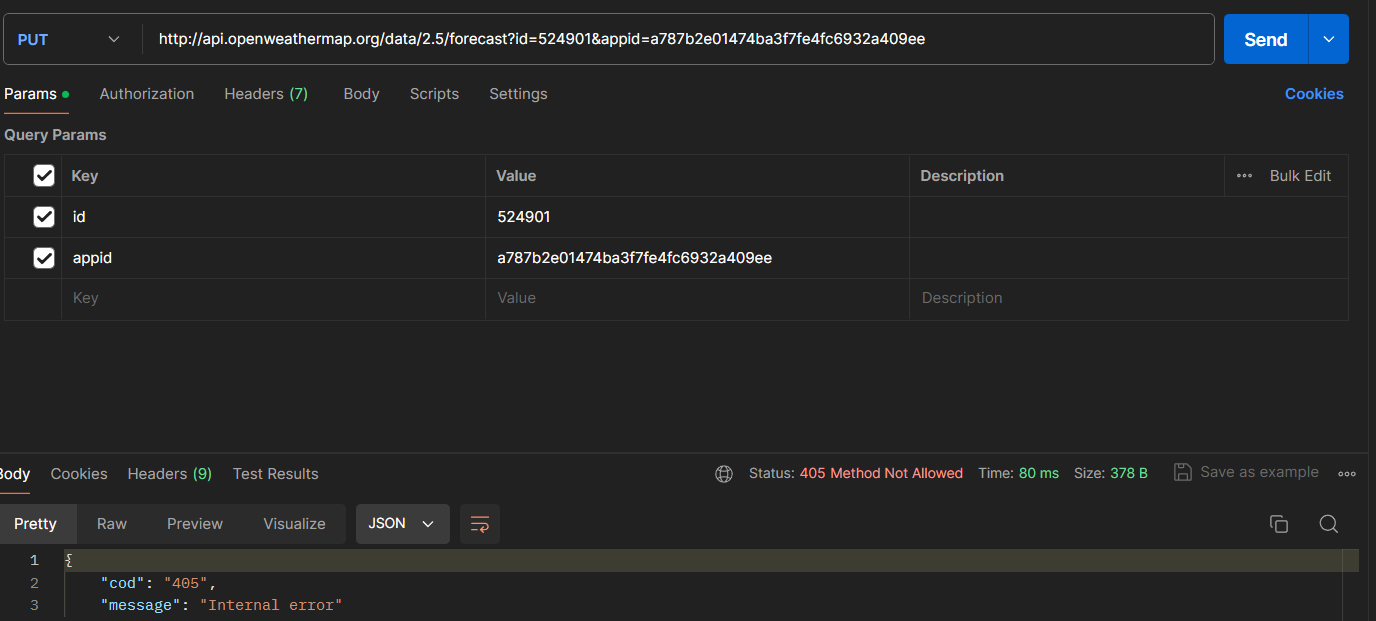 PUT http://api.openweathermap.org/data/2.5/forecast?id=524901&appid=a787b2e01474ba3f7fe4fc6932a409ee Send
Params Authorization Headers (7) Body Scripts Settings Cookies
Query Params
Key Value Description Bulk Edit
id 524901
appid a787b2e01474ba3f7fe4fc6932a409ee
Key Value Description
Body Cookies Headers (9) Test Results Status: 405 Method Not Allowed Time: 80 ms Size: 378 B Save as example
Pretty Raw Preview Visualize JSON
1 {
2 "cod": "405",
3 "message": "Internal error"